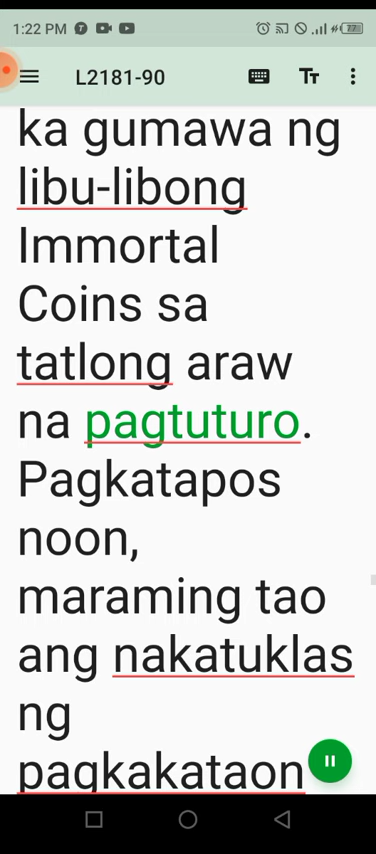 1:22 PM
77
L2181-90
ka gumawa ng
libu-libong
Immortal
Coins sa
tatlong araw
na pagtuturo.
Pagkatapos
noon,
maraming tao
ang nakatuklas
ng
pagkakataon